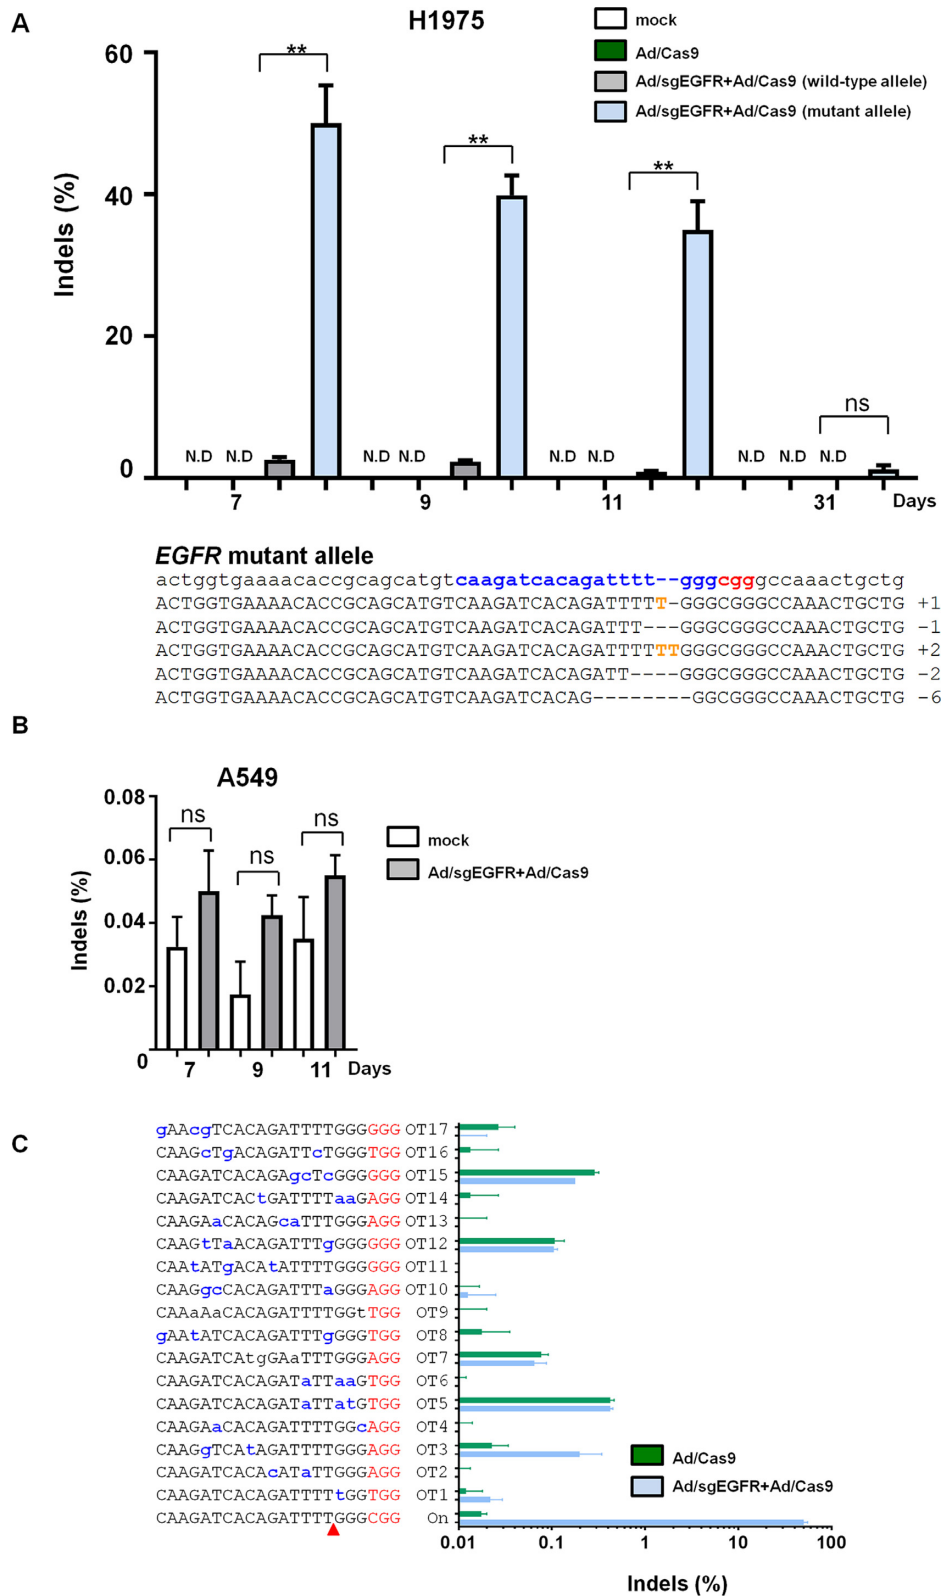 A
H1975
mock
Ad/Cas9
Ad/sgEGFR+Ad/Cas9 (wild-type allele)
Ad/sgEGFR+Ad/Cas9 (mutant allele)
Indels (%)
60
40
20
0
** ** ** ns
N.D N.D N.D N.D N.D N.D N.D N.D N.D
7 9 11 31 Days
EGFR mutant allele
actggtgaaaacaccgcagcatgtcaagatcacagatttt--gggcgggccaaactgctg
ACTGGTGAAAACACCGCAGCATGTCAAGATCACAGATTTTT-GGGCGGGCCAAACTGCTG +1
ACTGGTGAAAACACCGCAGCATGTCAAGATCACAGATTT---GGGCGGGCCAAACTGCTG -1
ACTGGTGAAAACACCGCAGCATGTCAAGATCACAGATTTTTTGGGCGGGCCAAACTGCTG +2
ACTGGTGAAAACACCGCAGCATGTCAAGATCACAGATT----GGGCGGGCCAAACTGCTG -2
ACTGGTGAAAACACCGCAGCATGTCAAGATCACAG--------GGCGGGCCAAACTGCTG -6
B
A549
mock
Ad/sgEGFR+Ad/Cas9
Indels (%)
0.08
0.06
0.04
0.02
0
ns ns ns
7 9 11 Days
C
gAAcgTCACAGATTTTGGGGGG OT17
CAAGcTgACAGATTcTGGGTGG OT16
CAAGATCACAGAgcTcGGGGGG OT15
CAAGATCACtGATTTTaaGAGG OT14
CAAGAaCACAGcaTTTGGGAGG OT13
CAAGtTaACAGATTTgGGGGGG OT12
CAAtATgACAtATTTTGGGGGG OT11
CAAGgcCACAGATTTaGGGAGG OT10
CAAaAaCACAGATTTTGGtTGG OT9
gAAtATCACAGATTTgGGGTGG OT8
CAAGATCAtgGAaTTTGGGAGG OT7
CAAGATCACAGATaTTaaGTGG OT6
CAAGATCACAGATaTTatGTGG OT5
CAAGAaCACAGATTTTGGcAGG OT4
CAAGgTCAtAGATTTTGGGAGG OT3
CAAGATCACAcATaTTGGGAGG OT2
CAAGATCACAGATTTTtGGTGG OT1
CAAGATCACAGATTTTGGGCGG On
Ad/Cas9
Ad/sgEGFR+Ad/Cas9
0.01 0.1 1 10 100
Indels (%)